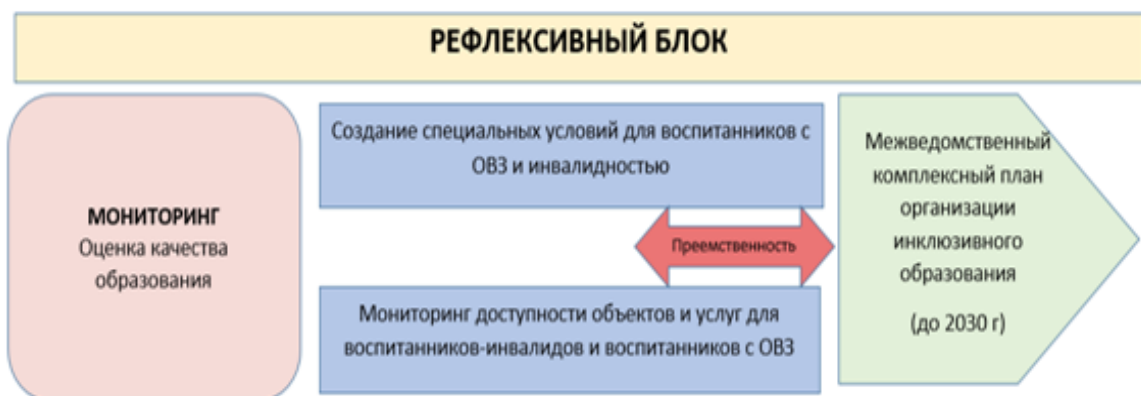 РЕФЛЕКСИВНЫЙ БЛОК
МОНИТОРИНГ
Оценка качества
образования
Создание специальных условий для воспитанников с
ОВЗ и инвалидностью
Преемственность
Мониторинг доступности объектов и услуг для
воспитанников-инвалидов и воспитанников с ОВЗ
Межведомственный
комплексный план
организации
инклюзивного
образования
(до 2030 г)